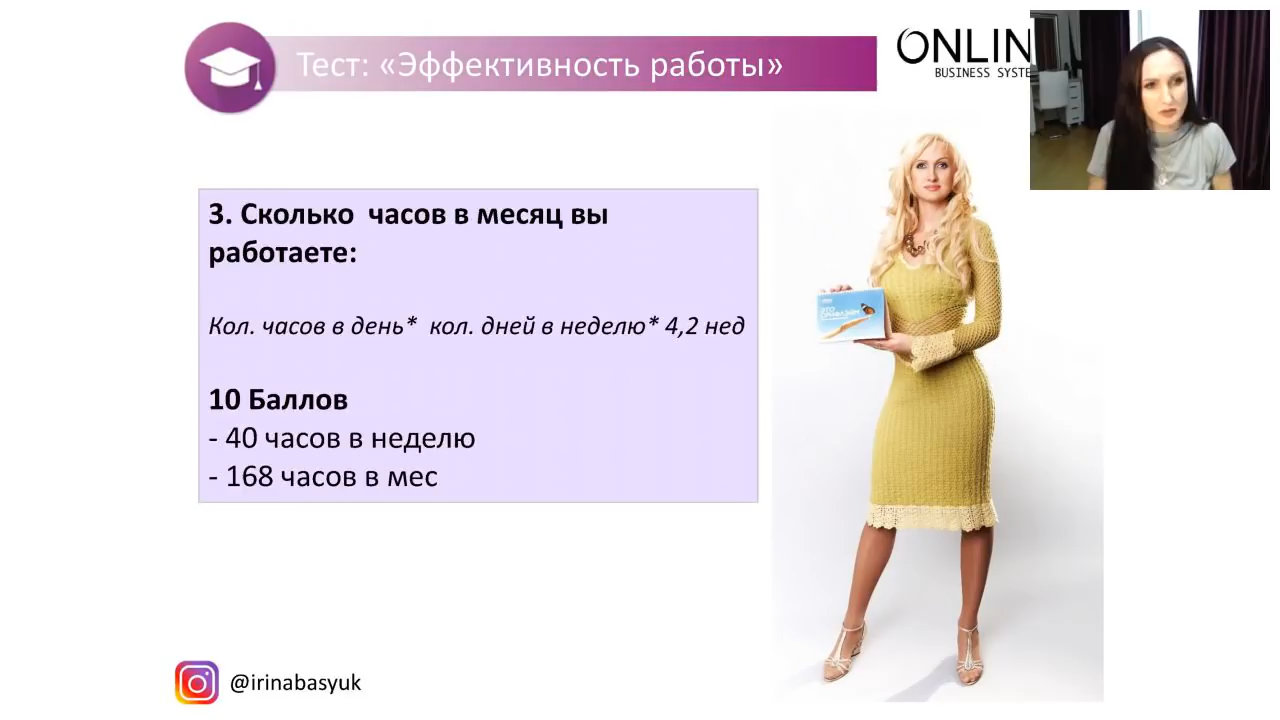 Тест: «Эффективность работы»
ONLIN
BUSINESS SYSTE
3. Сколько часов в месяц вы
работаете:
Кол. часов в день* кол. дней в неделю* 4,2 нед
10 Баллов
- 40 часов в неделю
- 168 часов в мес
@irinabasyuk